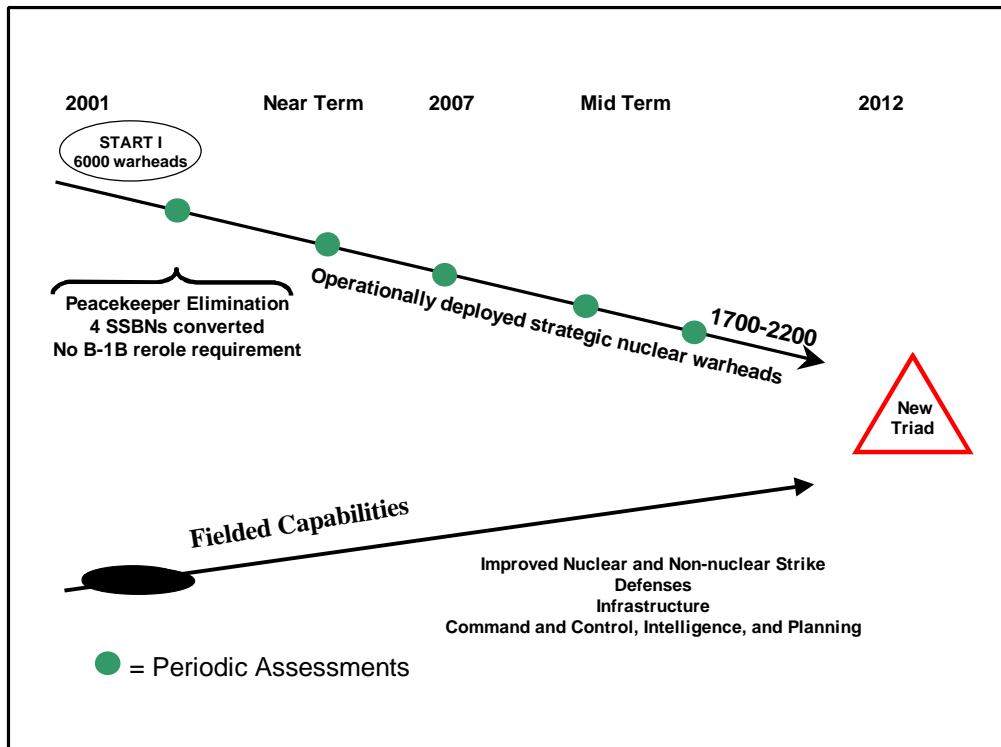 2001 Near Term 2007 Mid Term 2012
START I
6000 warheads
Operationally deployed strategic nuclear warheads
1700-2200
Peacekeeper Elimination
4 SSBNs converted
No B-1B rerole requirement
New
Triad
Fielded Capabilities
Improved Nuclear and Non-nuclear Strike
Defenses
Infrastructure
Command and Control, Intelligence, and Planning
= Periodic Assessments